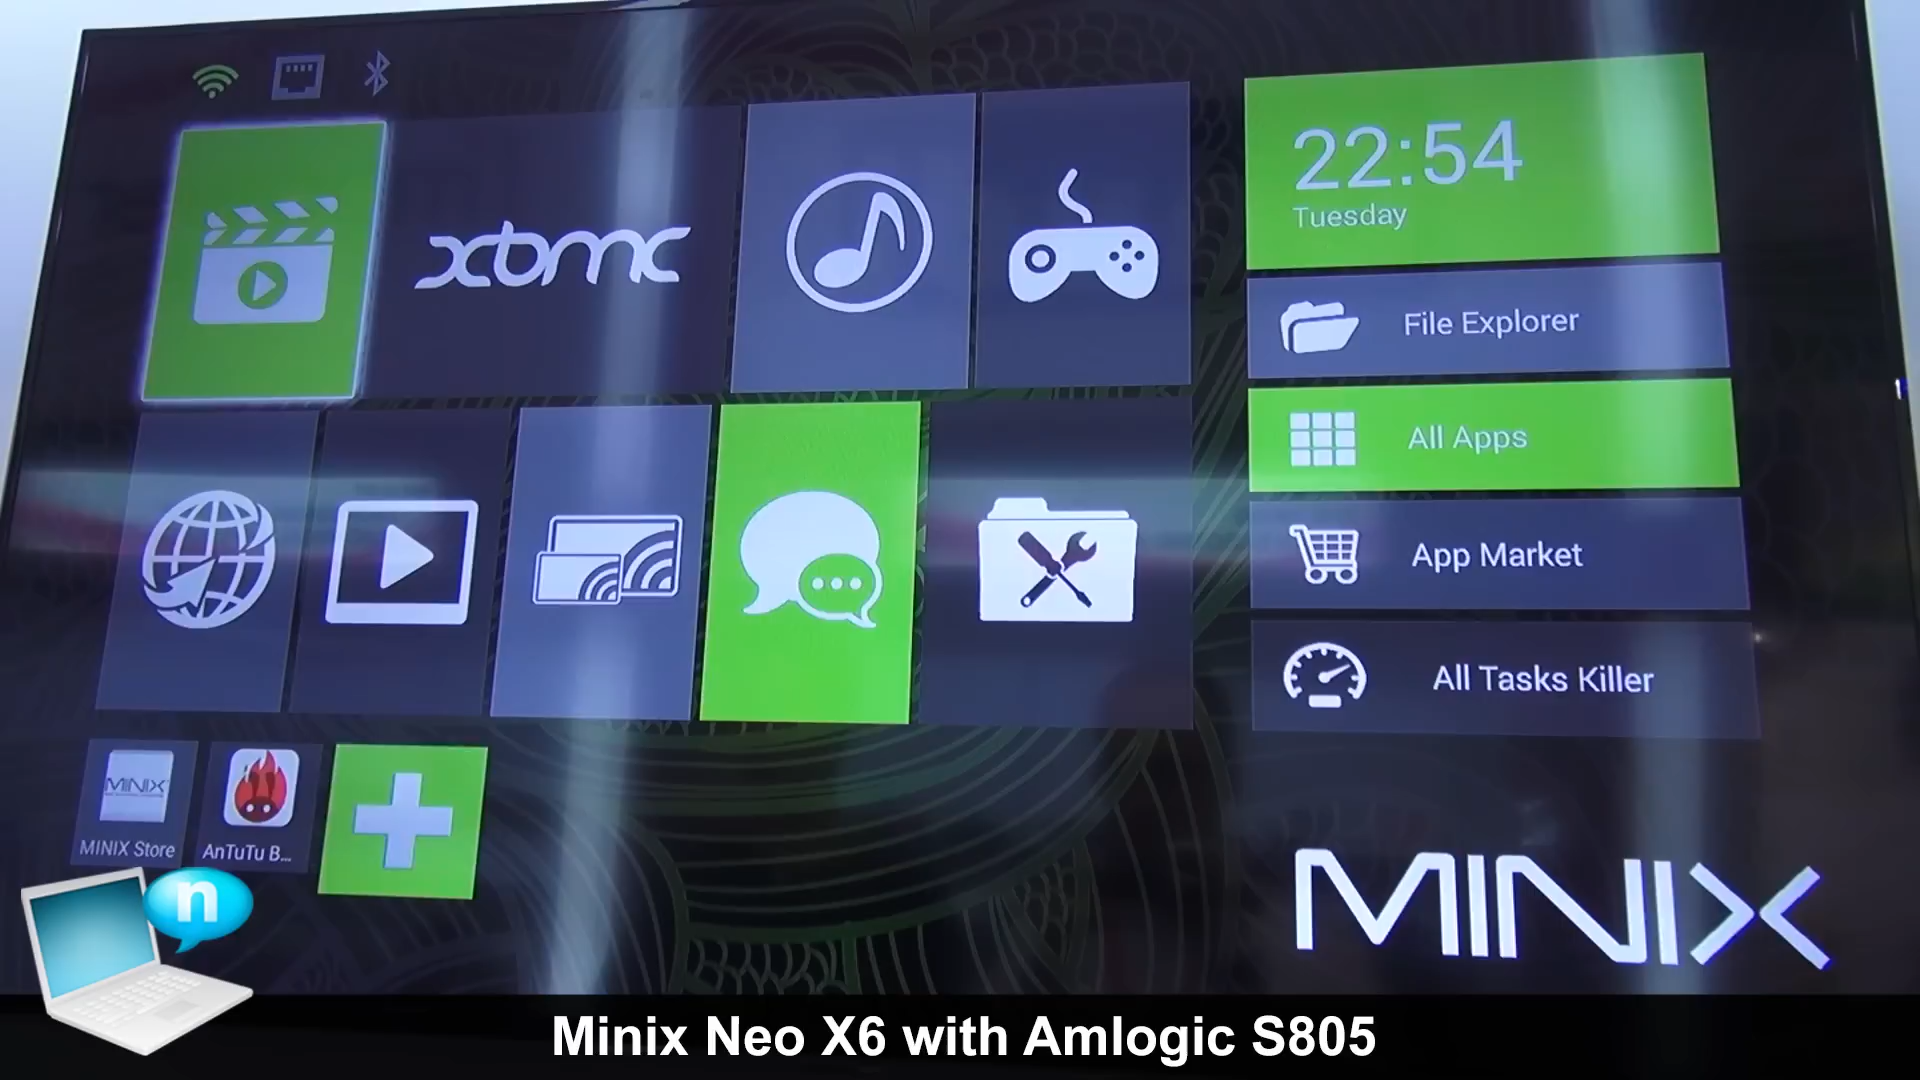 xbmc
22:54
Tuesday
File Explorer
All Apps
App Market
All Tasks Killer
MINIX
MINIX Store
AnTuTu B...
MINIX
n
Minix Neo X6 with Amlogic S805